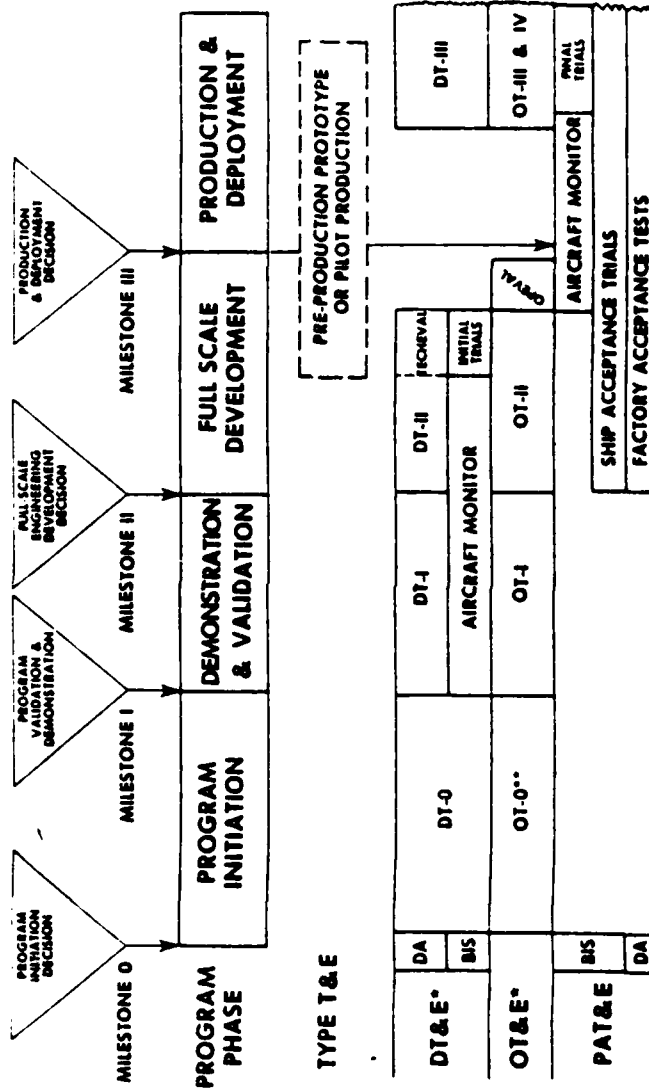 PROGRAM
INITIATION
DECISION
PROGRAM
VALIDATION &
DEMONSTRATION
FULL SCALE
ENGINEERING
DEVELOPMENT
DECISION
PRODUCTION
& DEPLOYMENT
DECISION
MILESTONE 0
MILESTONE I
MILESTONE II
MILESTONE III
PROGRAM
PHASE
PROGRAM
INITIATION
DEMONSTRATION
& VALIDATION
FULL SCALE
DEVELOPMENT
PRODUCTION &
DEPLOYMENT
TYPE T&E
PRE-PRODUCTION PROTOTYPE
OR PILOT PRODUCTION
DT&E*
DA
BIS
DT-0
DT-I
DT-II
TECHEVAL
DT-III
AIRCRAFT MONITOR
INITIAL
TRIALS
OT&E*
OT-0**
OT-I
OT-II
OPEVAL
OT-III & IV
PAT&E
BIS
DA
AIRCRAFT MONITOR
FINAL
TRIALS
SHIP ACCEPTANCE TRIALS
FACTORY ACCEPTANCE TESTS